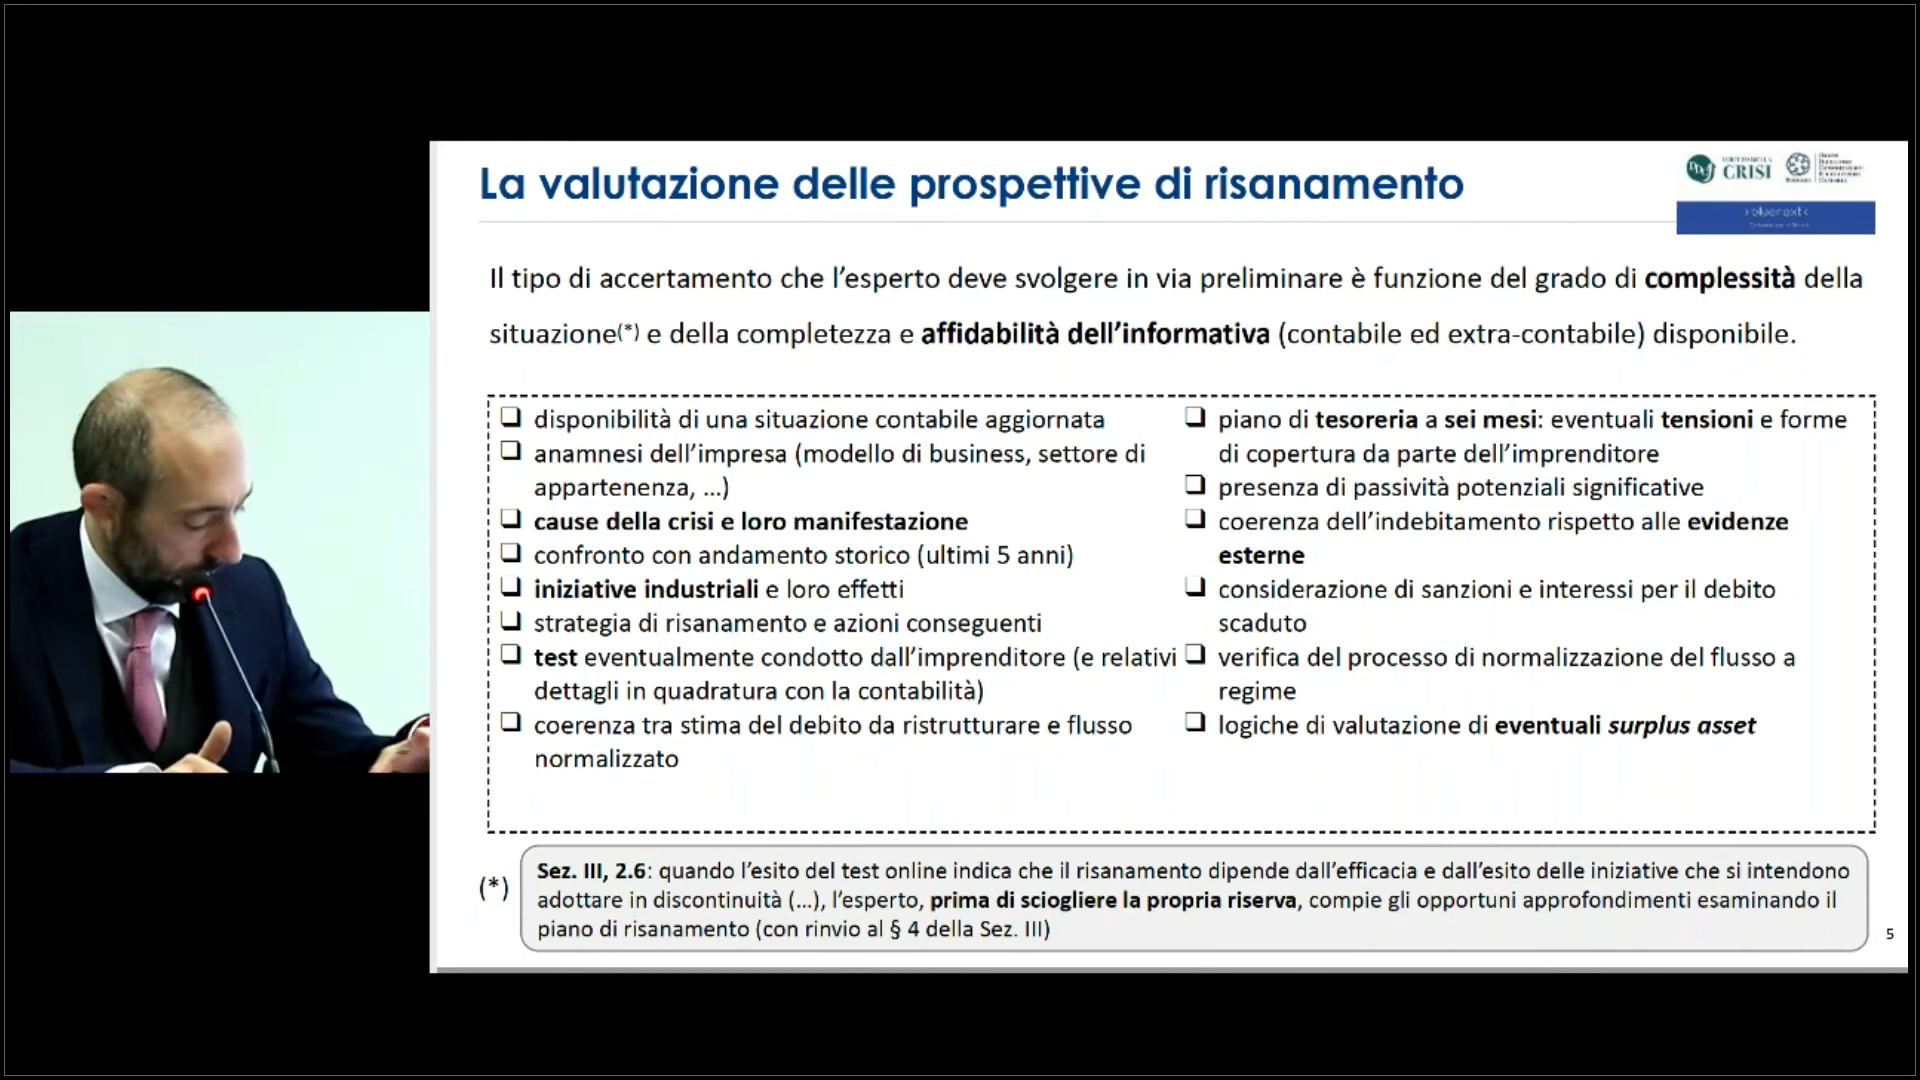 La valutazione delle prospettive di risanamento
CRISI
Il tipo di accertamento che l’esperto deve svolgere in via preliminare è funzione del grado di complessità della
situazione(*) e della completezza e affidabilità dell’informativa (contabile ed extra-contabile) disponibile.
❑ disponibilità di una situazione contabile aggiornata
❑ anamnesi dell’impresa (modello di business, settore di
appartenenza, …)
❑ cause della crisi e loro manifestazione
❑ confronto con andamento storico (ultimi 5 anni)
❑ iniziative industriali e loro effetti
❑ strategia di risanamento e azioni conseguenti
❑ test eventualmente condotto dall’imprenditore (e relativi
dettagli in quadratura con la contabilità)
❑ coerenza tra stima del debito da ristrutturare e flusso
normalizzato
❑ piano di tesoreria a sei mesi: eventuali tensioni e forme
di copertura da parte dell’imprenditore
❑ presenza di passività potenziali significative
❑ coerenza dell’indebitamento rispetto alle evidenze
esterne
❑ considerazione di sanzioni e interessi per il debito
scaduto
❑ verifica del processo di normalizzazione del flusso a
regime
❑ logiche di valutazione di eventuali surplus asset
(*)
Sez. III, 2.6: quando l’esito del test online indica che il risanamento dipende dall’efficacia e dall’esito delle iniziative che si intendono
adottare in discontinuità (…), l’esperto, prima di sciogliere la propria riserva, compie gli opportuni approfondimenti esaminando il
piano di risanamento (con rinvio al § 4 della Sez. III)
5